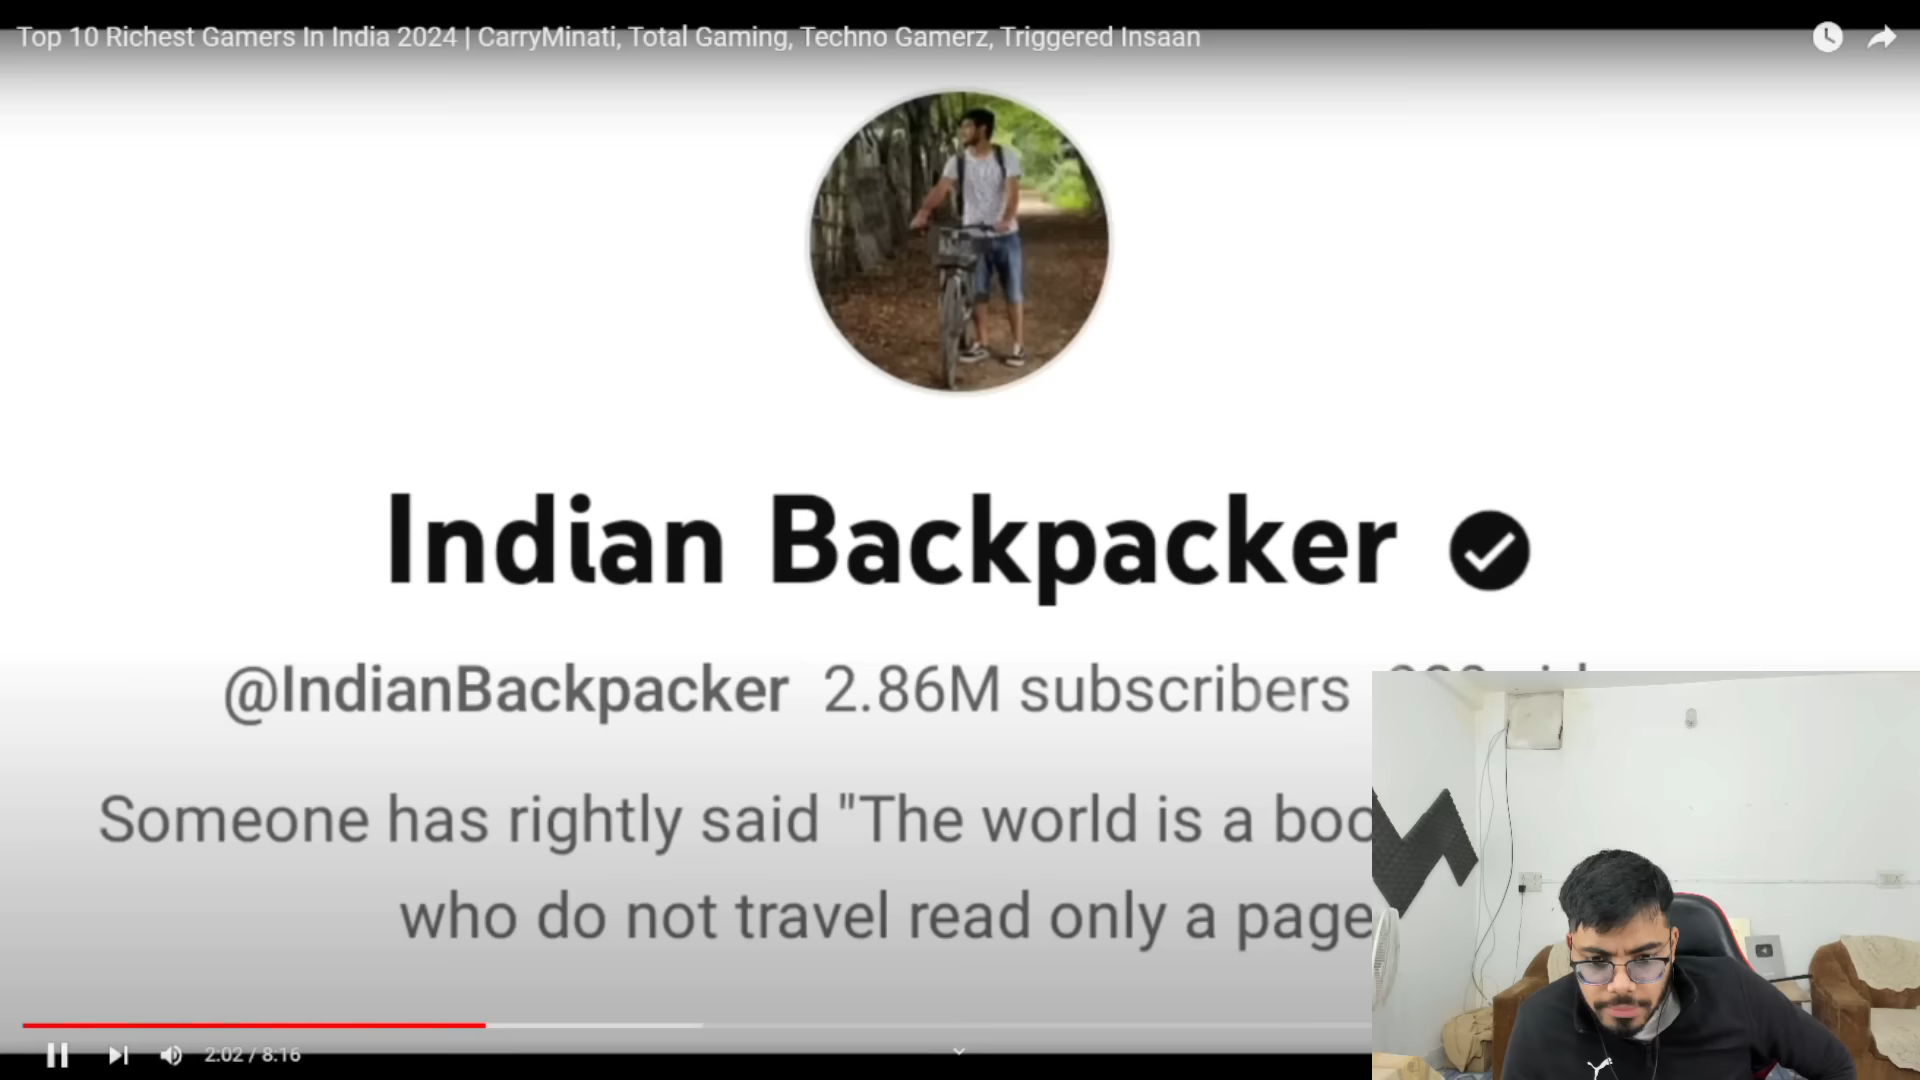 Top 10 Richest Gamers In India 2024 | CarryMinati, Total Gaming, Techno Gamerz, Triggered Insaan
Indian Backpacker
@IndianBackpacker 2.86M subscribers
Someone has rightly said "The world is a
who do not travel read only a page
2:02 / 8:16